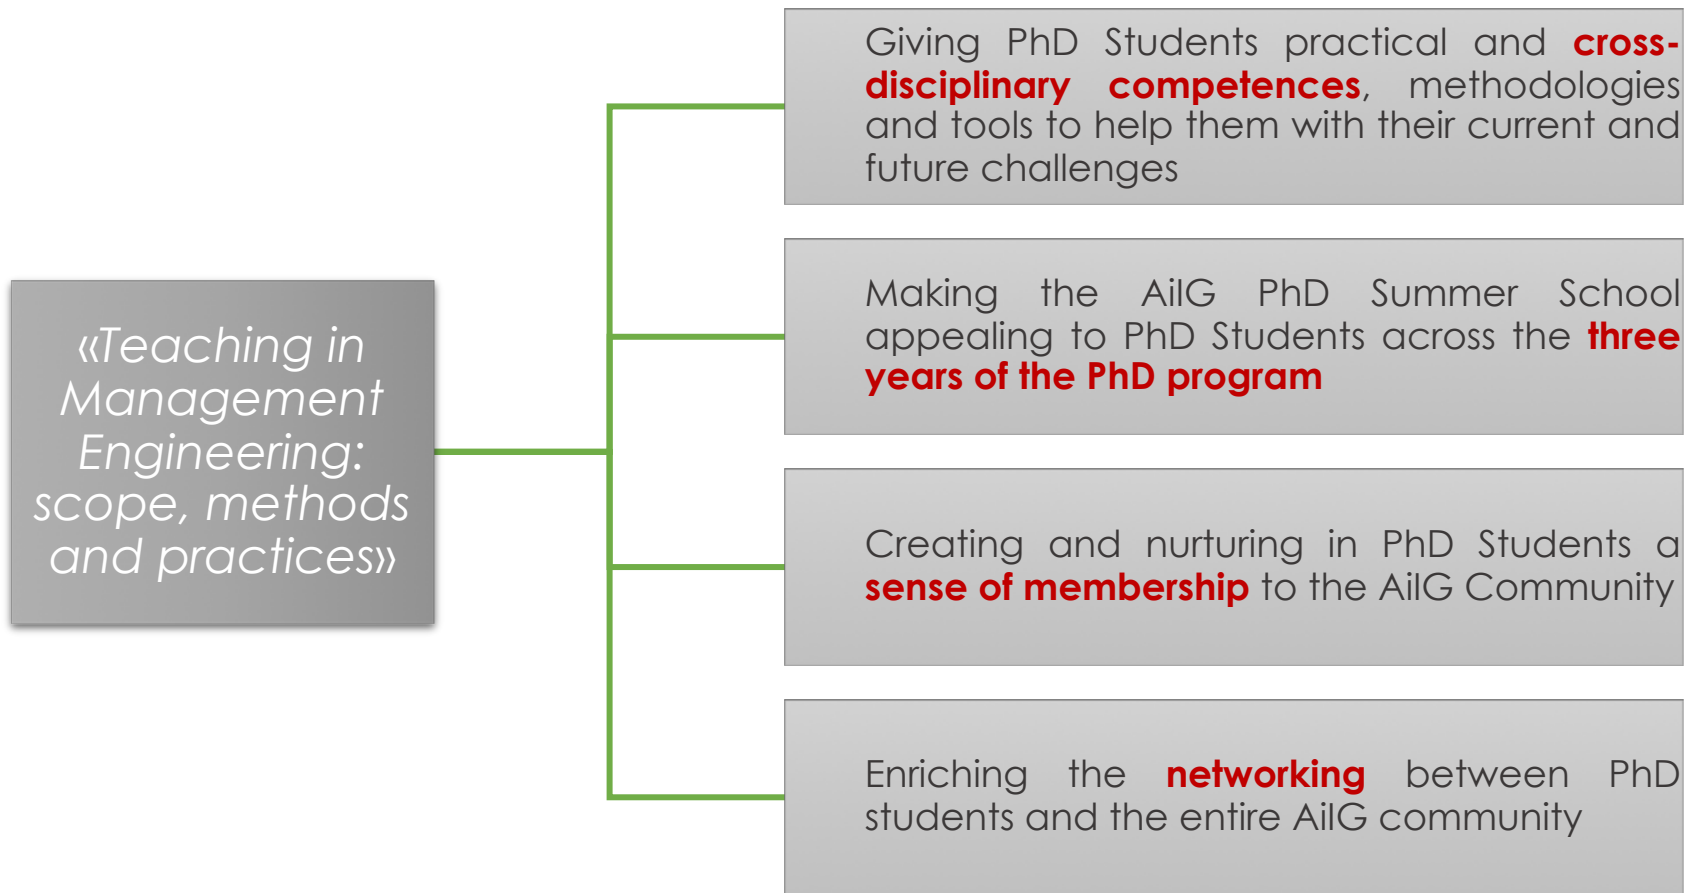 «Teaching in
Management
Engineering:
scope, methods
and practices»
Giving PhD Students practical and cross-
disciplinary competences, methodologies
and tools to help them with their current and
future challenges
Making the AiIG PhD Summer School
appealing to PhD Students across the three
years of the PhD program
Creating and nurturing in PhD Students a
sense of membership to the AiIG Community
Enriching the networking between PhD
students and the entire AiIG community